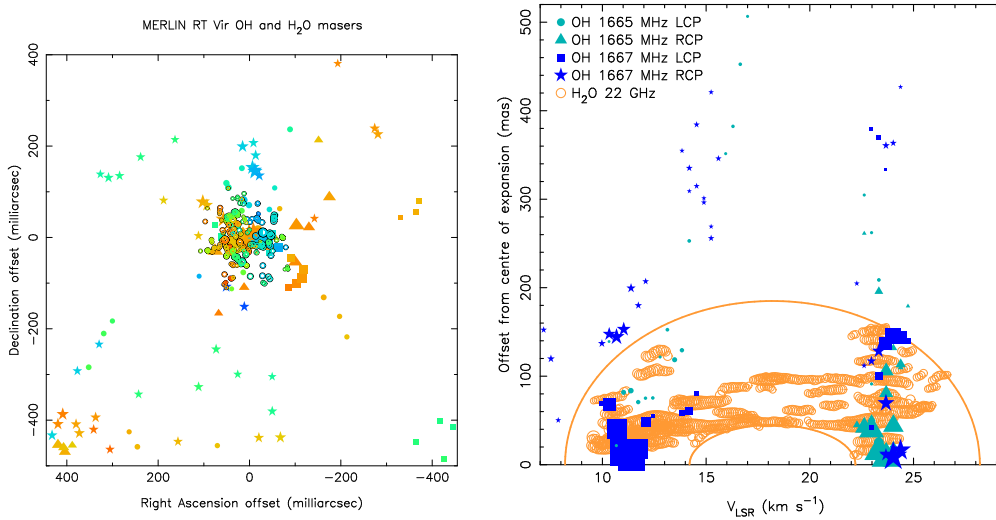 MERLIN RT Vir OH and H₂O masers
Declination offset (milliarcsec)
400
200
0
-200
-400
400
200
0
-200
-400
Right Ascension offset (milliarcsec)
Offset from centre of expansion (mas)
500
400
300
200
100
0
OH 1665 MHz LCP
OH 1665 MHz RCP
OH 1667 MHz LCP
OH 1667 MHz RCP
H₂O 22 GHz
10
15
20
25
V_LSR (km s⁻¹)